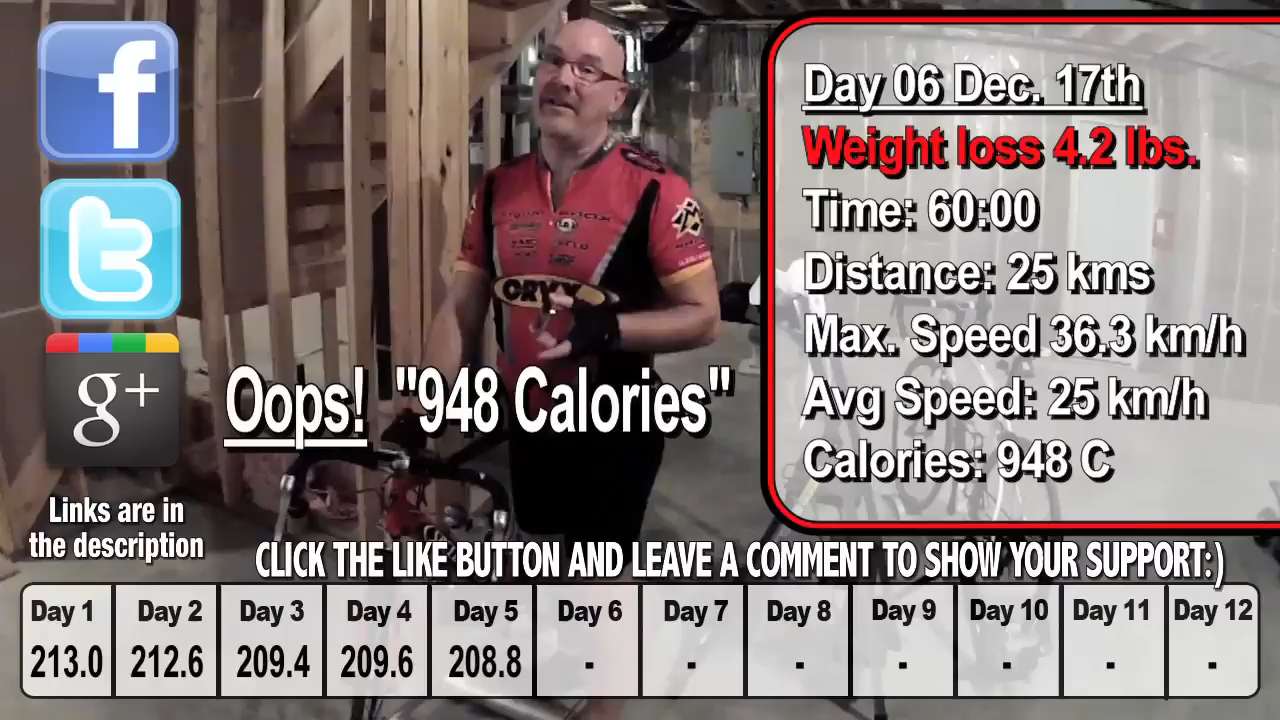 f
t
g+
Links are in
the description
Oops! "948 Calories"
ORYX
Day 06 Dec. 17th
Weight loss 4.2 lbs.
Time: 60:00
Distance: 25 kms
Max. Speed 36.3 km/h
Avg Speed: 25 km/h
Calories: 948 C
CLICK THE LIKE BUTTON AND LEAVE A COMMENT TO SHOW YOUR SUPPORT:)
Day 1 Day 2 Day 3 Day 4 Day 5 Day 6 Day 7 Day 8 Day 9 Day 10 Day 11 Day 12
213.0 212.6 209.4 209.6 208.8 - - - - - - -